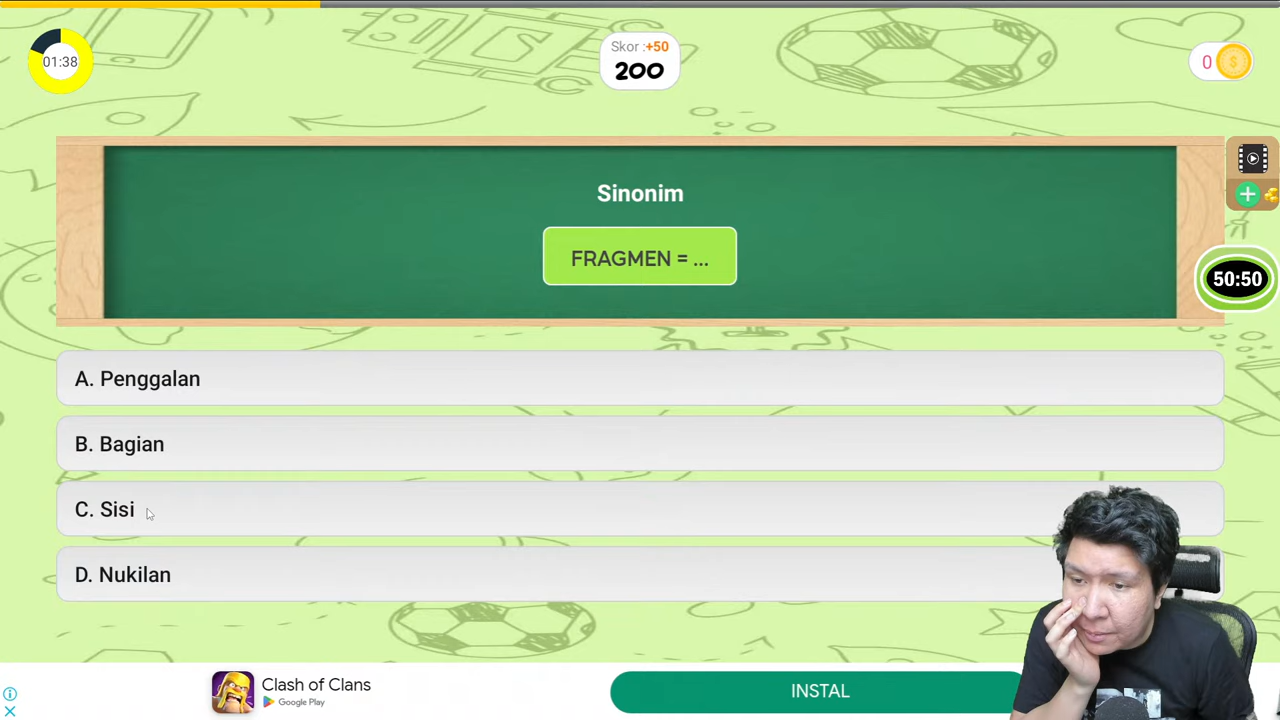 01:38
Skor :+50
200
0
Sinonim
FRAGMEN = ...
50:50
A. Penggalan
B. Bagian
C. Sisi
D. Nukilan
Clash of Clans
Google Play
INSTAL